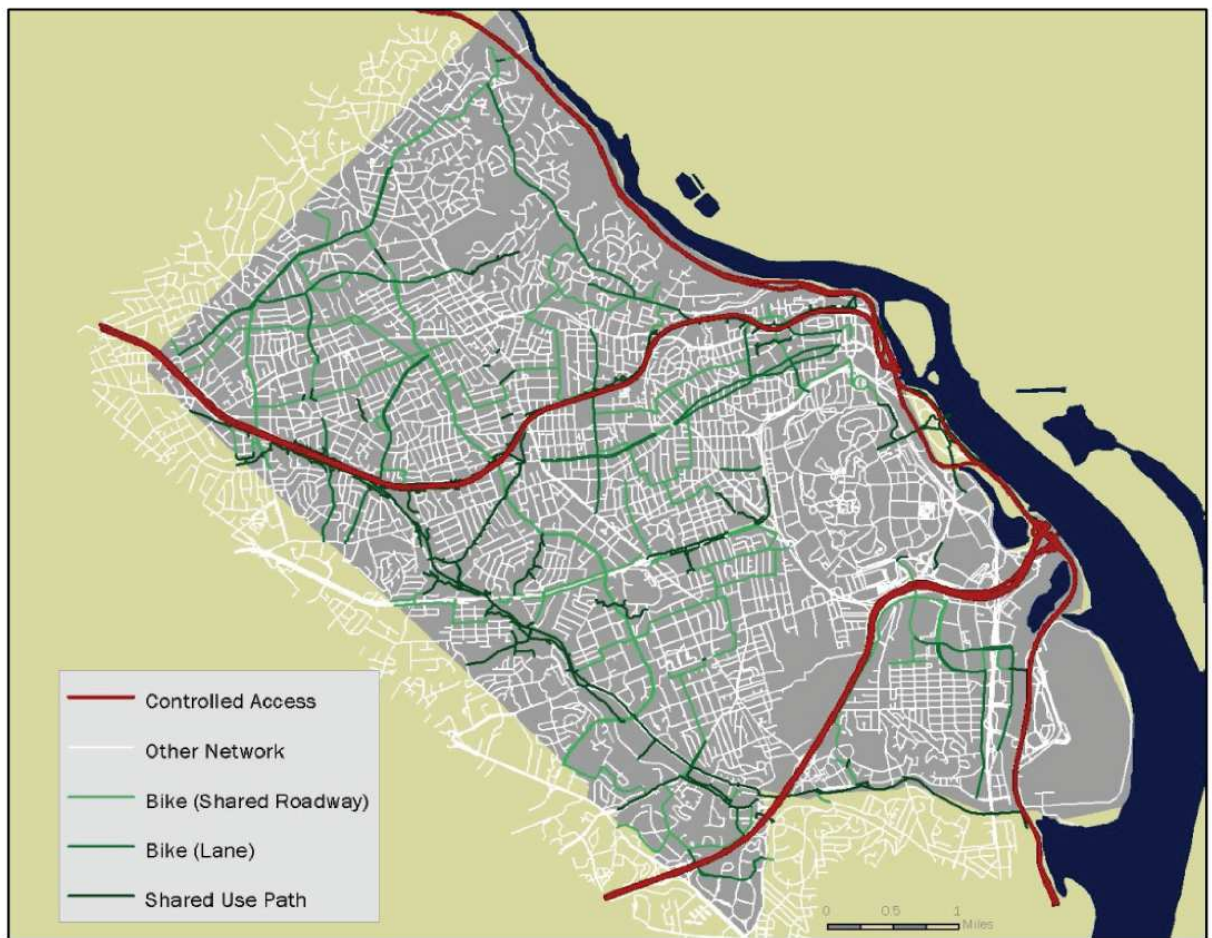 Controlled Access
Other Network
Bike (Shared Roadway)
Bike (Lane)
Shared Use Path
0 0.5 1
Miles